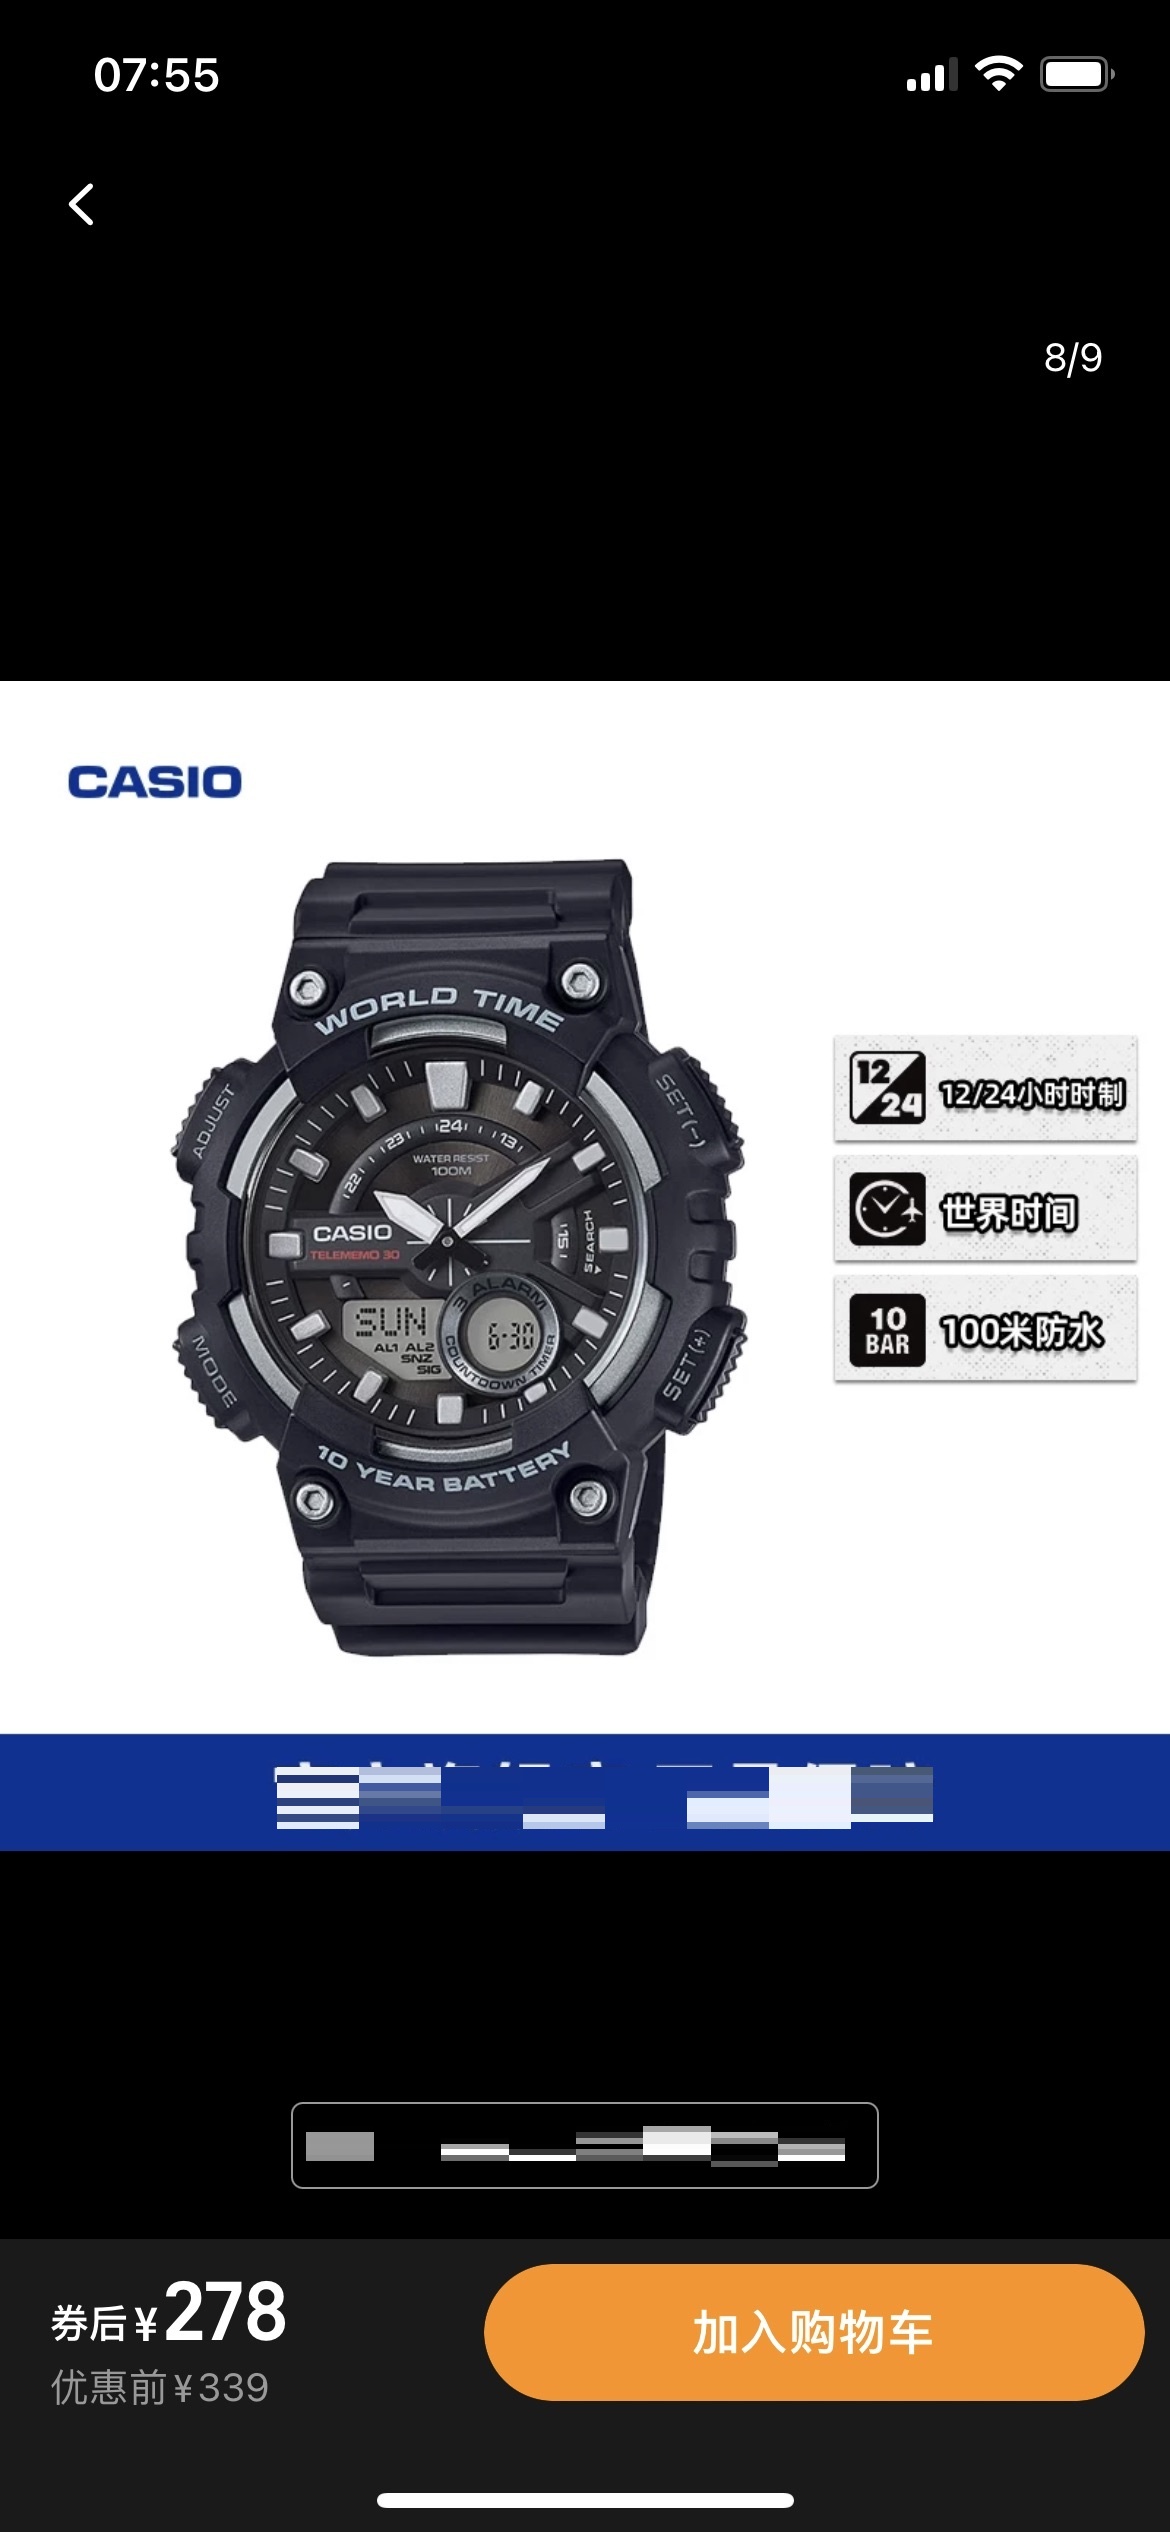 07:55
8/9
CASIO
WORLD TIME
ADJUST
SET(-)
22 23 24 13
WATER RESIST
100M
CASIO
TELEMEMO 30
15
SEARCH
SUN
AL1 AL2
SNZ
SIG
3 ALARM
6:30
COUNTDOWN TIMER
MODE
SET(+)
10 YEAR BATTERY
12
24
12/24小时时制
世界时间
10
BAR
100米防水
券后¥278
优惠前¥339
加入购物车